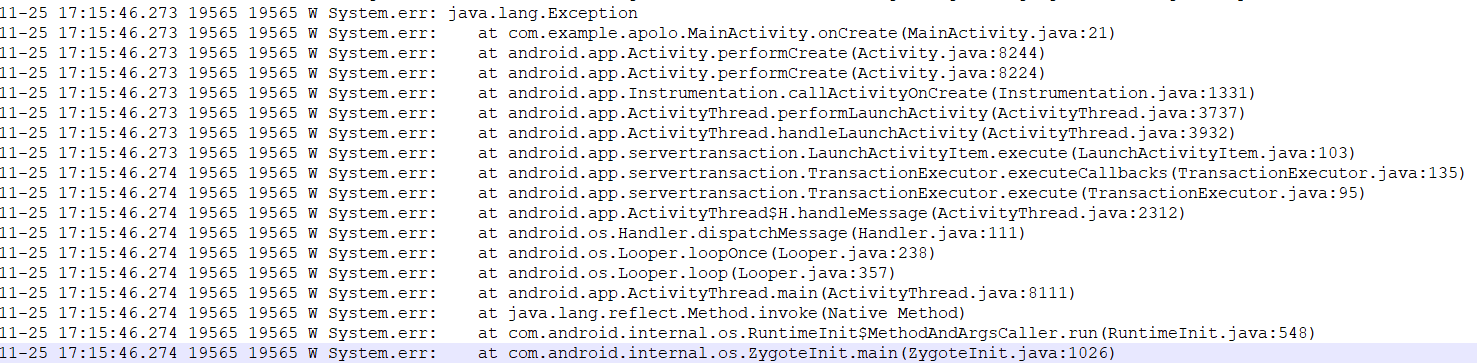 11-25 17:15:46.273 19565 19565 W System.err: java.lang.Exception
11-25 17:15:46.273 19565 19565 W System.err:    at com.example.apolo.MainActivity.onCreate(MainActivity.java:21)
11-25 17:15:46.273 19565 19565 W System.err:    at android.app.Activity.performCreate(Activity.java:8244)
11-25 17:15:46.273 19565 19565 W System.err:    at android.app.Activity.performCreate(Activity.java:8224)
11-25 17:15:46.273 19565 19565 W System.err:    at android.app.Instrumentation.callActivityOnCreate(Instrumentation.java:1331)
11-25 17:15:46.273 19565 19565 W System.err:    at android.app.ActivityThread.performLaunchActivity(ActivityThread.java:3737)
11-25 17:15:46.273 19565 19565 W System.err:    at android.app.ActivityThread.handleLaunchActivity(ActivityThread.java:3932)
11-25 17:15:46.273 19565 19565 W System.err:    at android.app.servertransaction.LaunchActivityItem.execute(LaunchActivityItem.java:103)
11-25 17:15:46.274 19565 19565 W System.err:    at android.app.servertransaction.TransactionExecutor.executeCallbacks(TransactionExecutor.java:135)
11-25 17:15:46.274 19565 19565 W System.err:    at android.app.servertransaction.TransactionExecutor.execute(TransactionExecutor.java:95)
11-25 17:15:46.274 19565 19565 W System.err:    at android.app.ActivityThread$H.handleMessage(ActivityThread.java:2312)
11-25 17:15:46.274 19565 19565 W System.err:    at android.os.Handler.dispatchMessage(Handler.java:111)
11-25 17:15:46.274 19565 19565 W System.err:    at android.os.Looper.loopOnce(Looper.java:238)
11-25 17:15:46.274 19565 19565 W System.err:    at android.os.Looper.loop(Looper.java:357)
11-25 17:15:46.274 19565 19565 W System.err:    at android.app.ActivityThread.main(ActivityThread.java:8111)
11-25 17:15:46.274 19565 19565 W System.err:    at java.lang.reflect.Method.invoke(Native Method)
11-25 17:15:46.274 19565 19565 W System.err:    at com.android.internal.os.RuntimeInit$MethodAndArgsCaller.run(RuntimeInit.java:548)
11-25 17:15:46.274 19565 19565 W System.err:    at com.android.internal.os.ZygoteInit.main(ZygoteInit.java:1026)